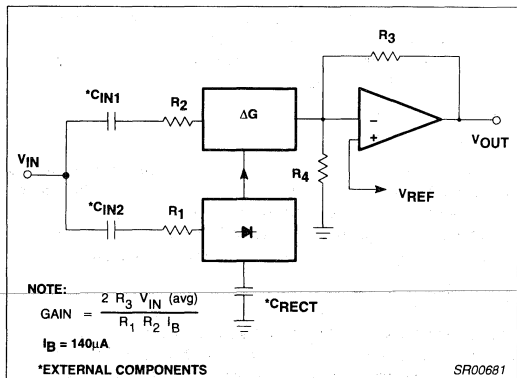 R3
*CIN1
R2
ΔG
−
+
VOUT
VIN
R4
VREF
*CIN2
R1
*CRECT
NOTE:
GAIN = 2 R3 VIN (avg) / R1 R2 IB
IB = 140μA
*EXTERNAL COMPONENTS
SR00681